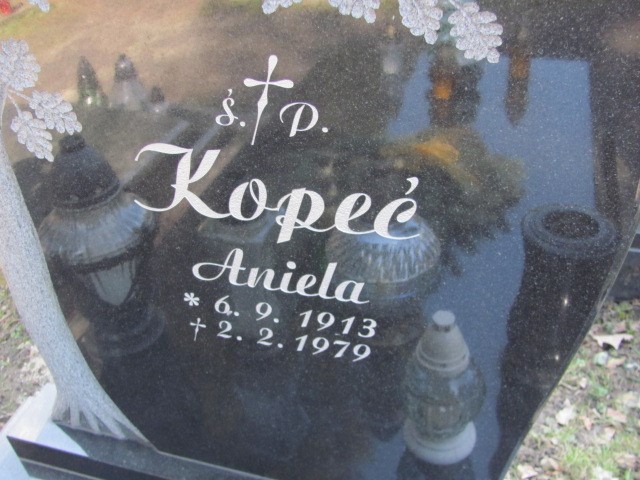 Ś. P.
Kopeć
Aniela
* 6. 9. 1913
† 2. 2. 1979